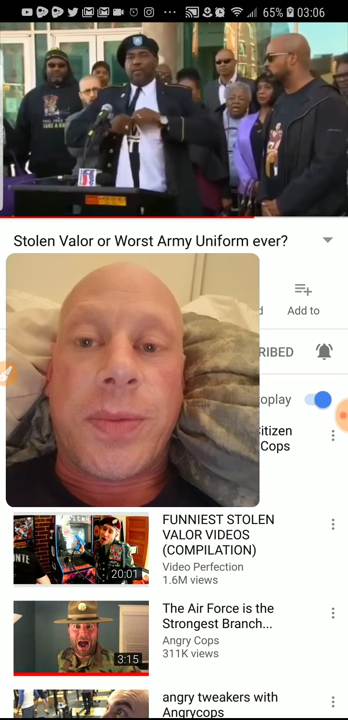 65% 03:06
Stolen Valor or Worst Army Uniform ever?
d
Add to
RIBED
oplay
Citizen
Cops
20:01
FUNNIEST STOLEN
VALOR VIDEOS
(COMPILATION)
Video Perfection
1.6M views
3:15
The Air Force is the
Strongest Branch...
Angry Cops
311K views
angry tweakers with
Angrycops